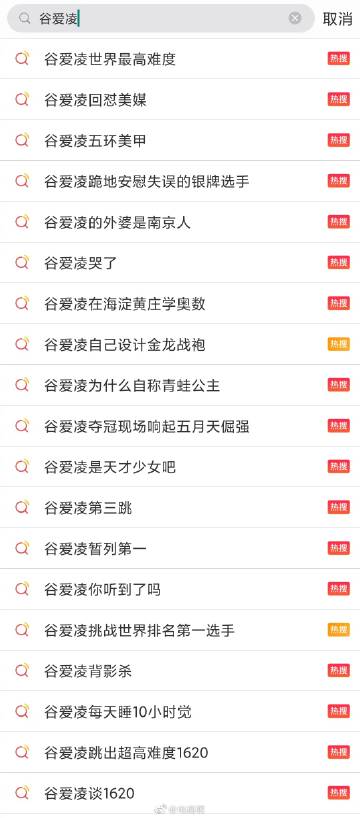 谷爱凌
取消
谷爱凌世界最高难度 热搜
谷爱凌回怼美媒 热搜
谷爱凌五环美甲 热搜
谷爱凌跪地安慰失误的银牌选手 热搜
谷爱凌的外婆是南京人 热搜
谷爱凌哭了 热搜
谷爱凌在海淀黄庄学奥数 热搜
谷爱凌自己设计金龙战袍 热搜
谷爱凌为什么自称青蛙公主 热搜
谷爱凌夺冠现场响起五月天倔强 热搜
谷爱凌是天才少女吧 热搜
谷爱凌第三跳 热搜
谷爱凌暂列第一 热搜
谷爱凌你听到了吗 热搜
谷爱凌挑战世界排名第一选手 热搜
谷爱凌背影杀 热搜
谷爱凌每天睡10小时觉 热搜
谷爱凌跳出超高难度1620 热搜
谷爱凌谈1620 热搜